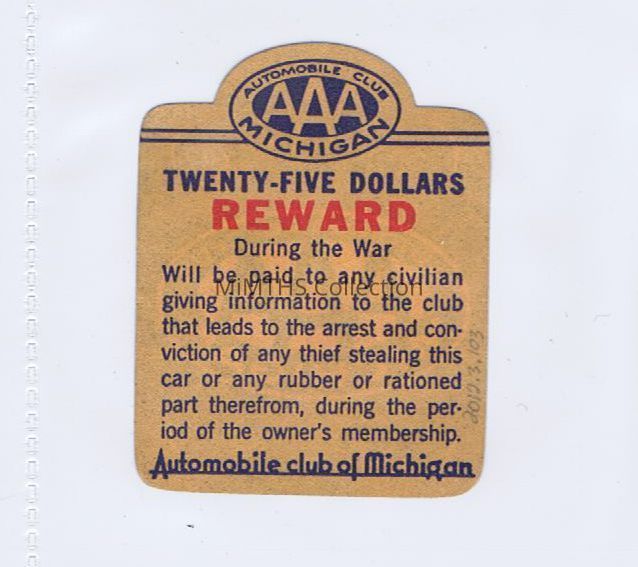 AUTOMOBILE CLUB
AAA
MICHIGAN
TWENTY-FIVE DOLLARS
REWARD
During the War
Will be paid to any civilian
MiMTHS Collection
giving information to the club
that leads to the arrest and con-
viction of any thief stealing this
car or any rubber or rationed
part therefrom, during the per-
iod of the owner's membership.
Automobile club of Michigan
2012.3.103